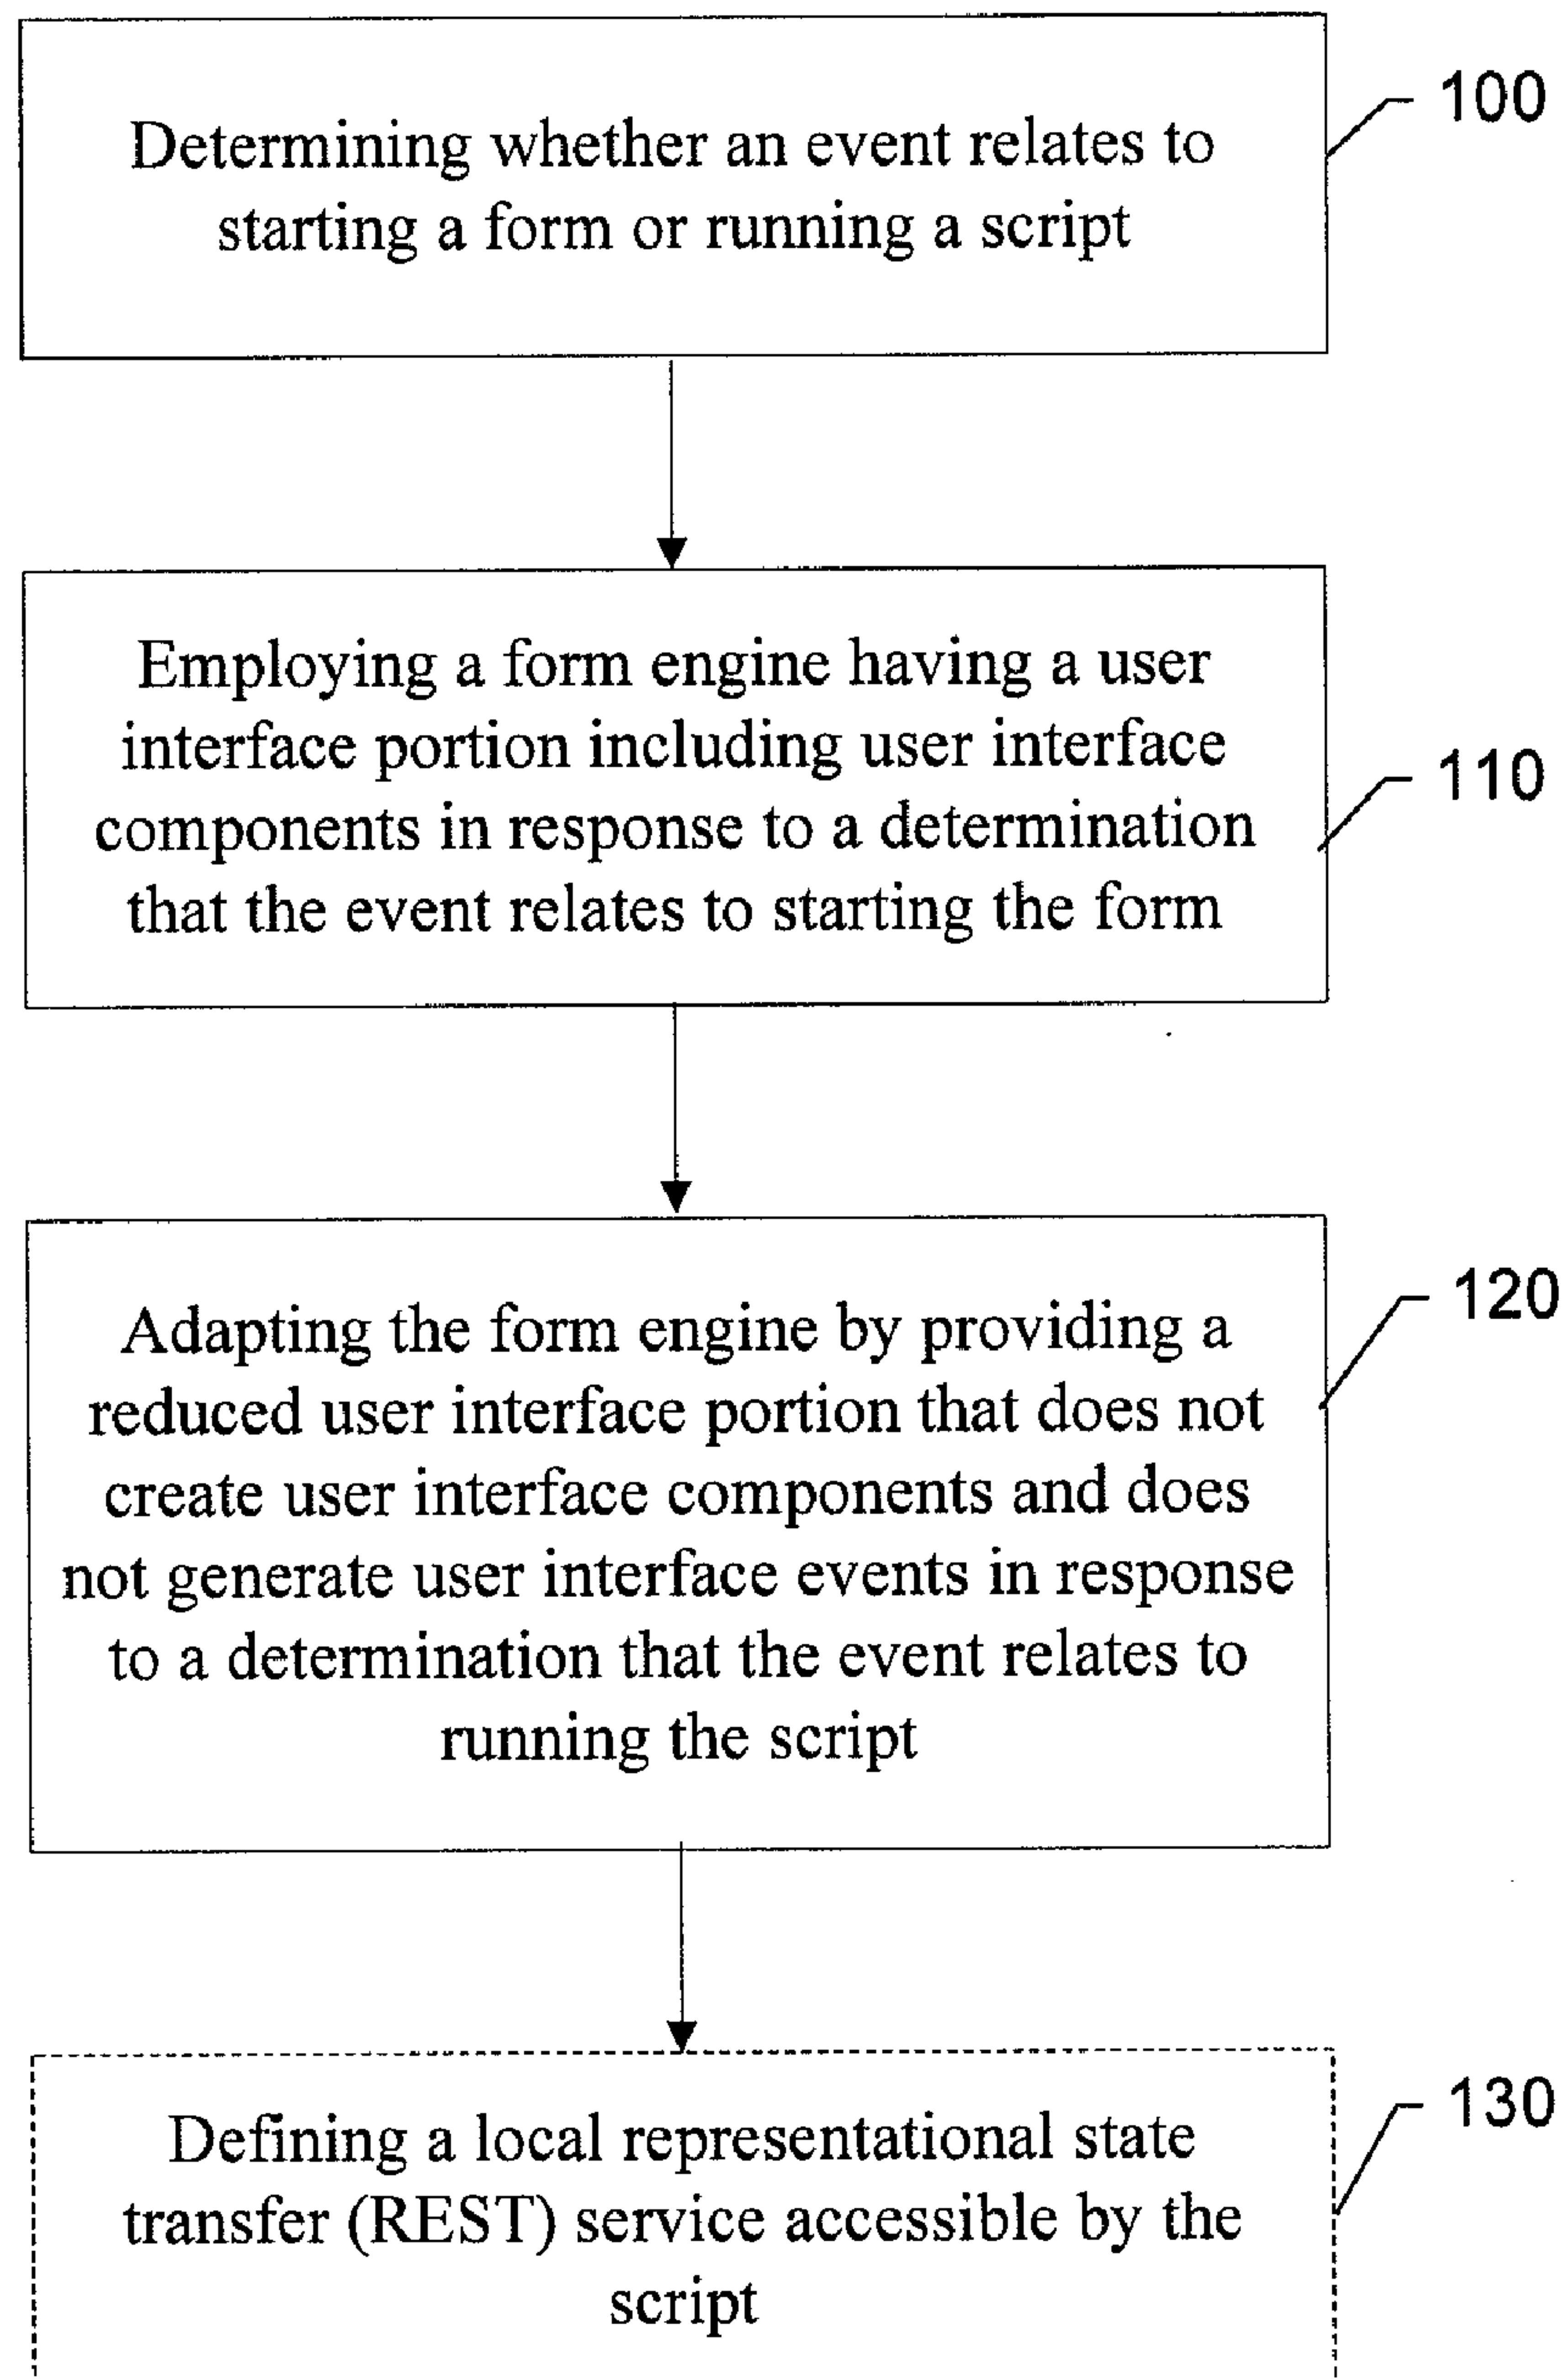 Determining whether an event relates to
starting a form or running a script
100
Employing a form engine having a user
interface portion including user interface
components in response to a determination
that the event relates to starting the form
110
Adapting the form engine by providing a
reduced user interface portion that does not
create user interface components and does
not generate user interface events in response
to a determination that the event relates to
running the script
120
Defining a local representational state
transfer (REST) service accessible by the
script
130